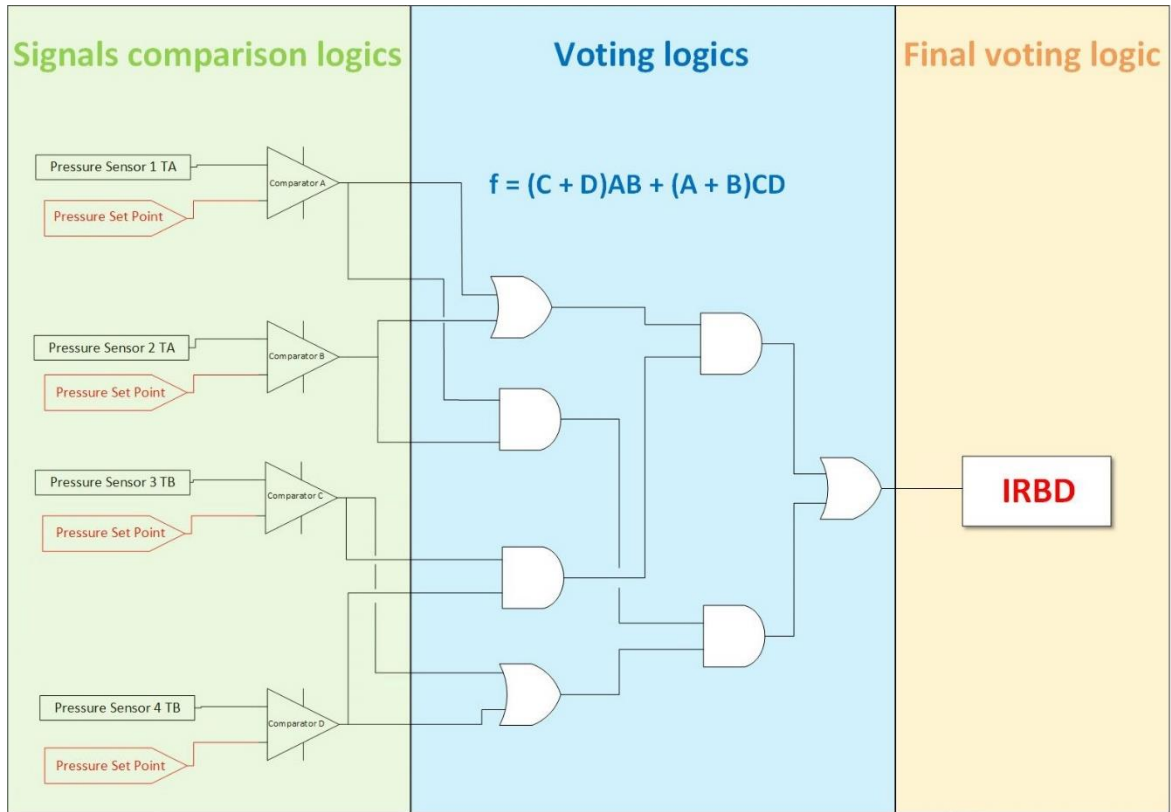 Signals comparison logics
Voting logics
Final voting logic
Pressure Sensor 1 TA
Comparator A
Pressure Set Point
f = (C + D)AB + (A + B)CD
Pressure Sensor 2 TA
Comparator B
Pressure Set Point
Pressure Sensor 3 TB
Comparator C
Pressure Set Point
IRBD
Pressure Sensor 4 TB
Comparator D
Pressure Set Point